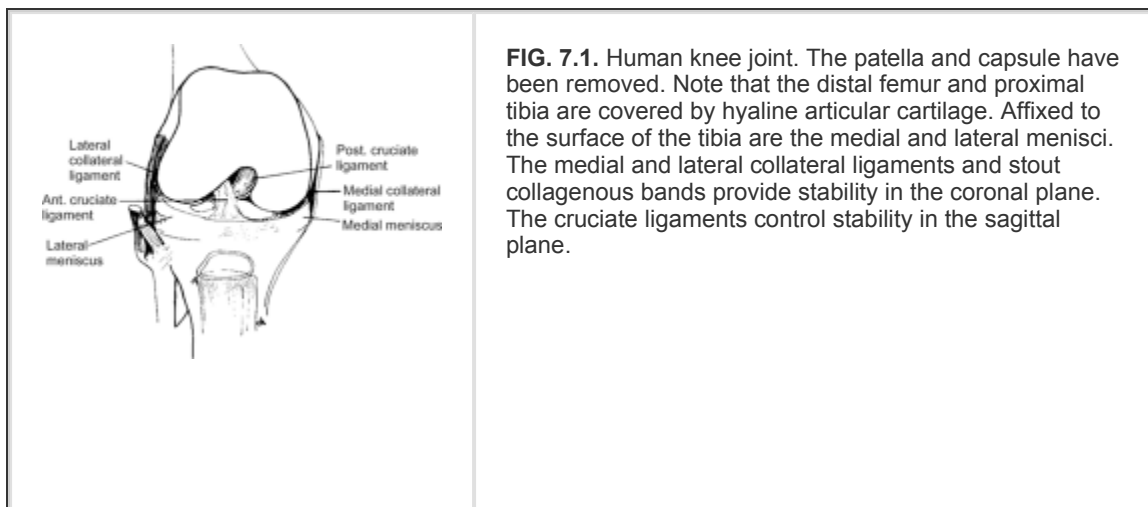 Lateral
collateral
ligament
Ant. cruciate
ligament
Lateral
meniscus
Post. cruciate
ligament
Medial collateral
ligament
Medial meniscus
FIG. 7.1. Human knee joint. The patella and capsule have
been removed. Note that the distal femur and proximal
tibia are covered by hyaline articular cartilage. Affixed to
the surface of the tibia are the medial and lateral menisci.
The medial and lateral collateral ligaments and stout
collagenous bands provide stability in the coronal plane.
The cruciate ligaments control stability in the sagittal
plane.